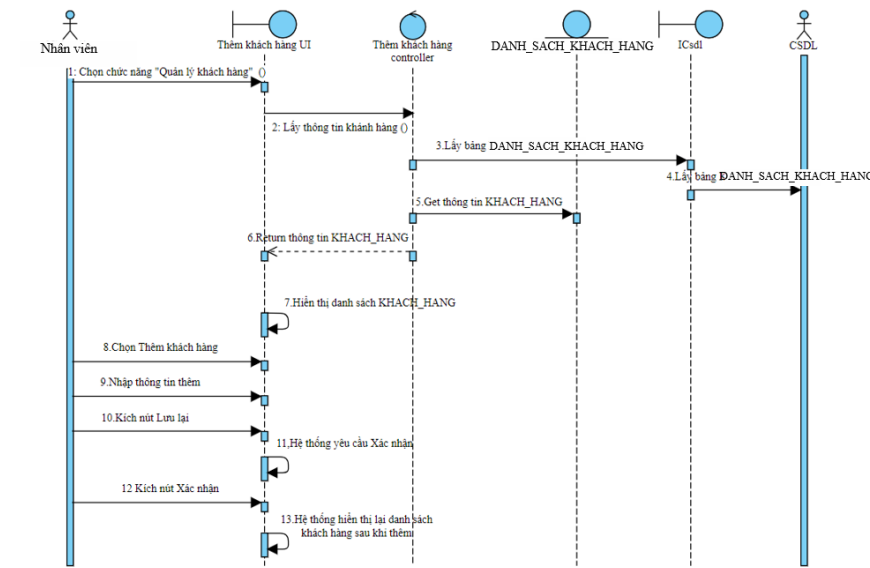 Nhân viên
Thêm khách hàng UI
Thêm khách hàng
controller
DANH_SACH_KHACH_HANG
ICsdl
CSDL
1: Chọn chức năng "Quản lý khách hàng" ()
2: Lấy thông tin khánh hàng ()
3.Lấy bảng DANH_SACH_KHACH_HANG
4.Lấy bảng DANH_SACH_KHACH_HANG
5.Get thông tin KHACH_HANG
6.Return thông tin KHACH_HANG
7.Hiển thị danh sách KHACH_HANG
8.Chọn Thêm khách hàng
9.Nhập thông tin thêm
10.Kích nút Lưu lại
11,Hệ thống yêu cầu Xác nhận
12 Kích nút Xác nhận
13.Hệ thống hiển thị lại danh sách
khách hàng sau khi thêm